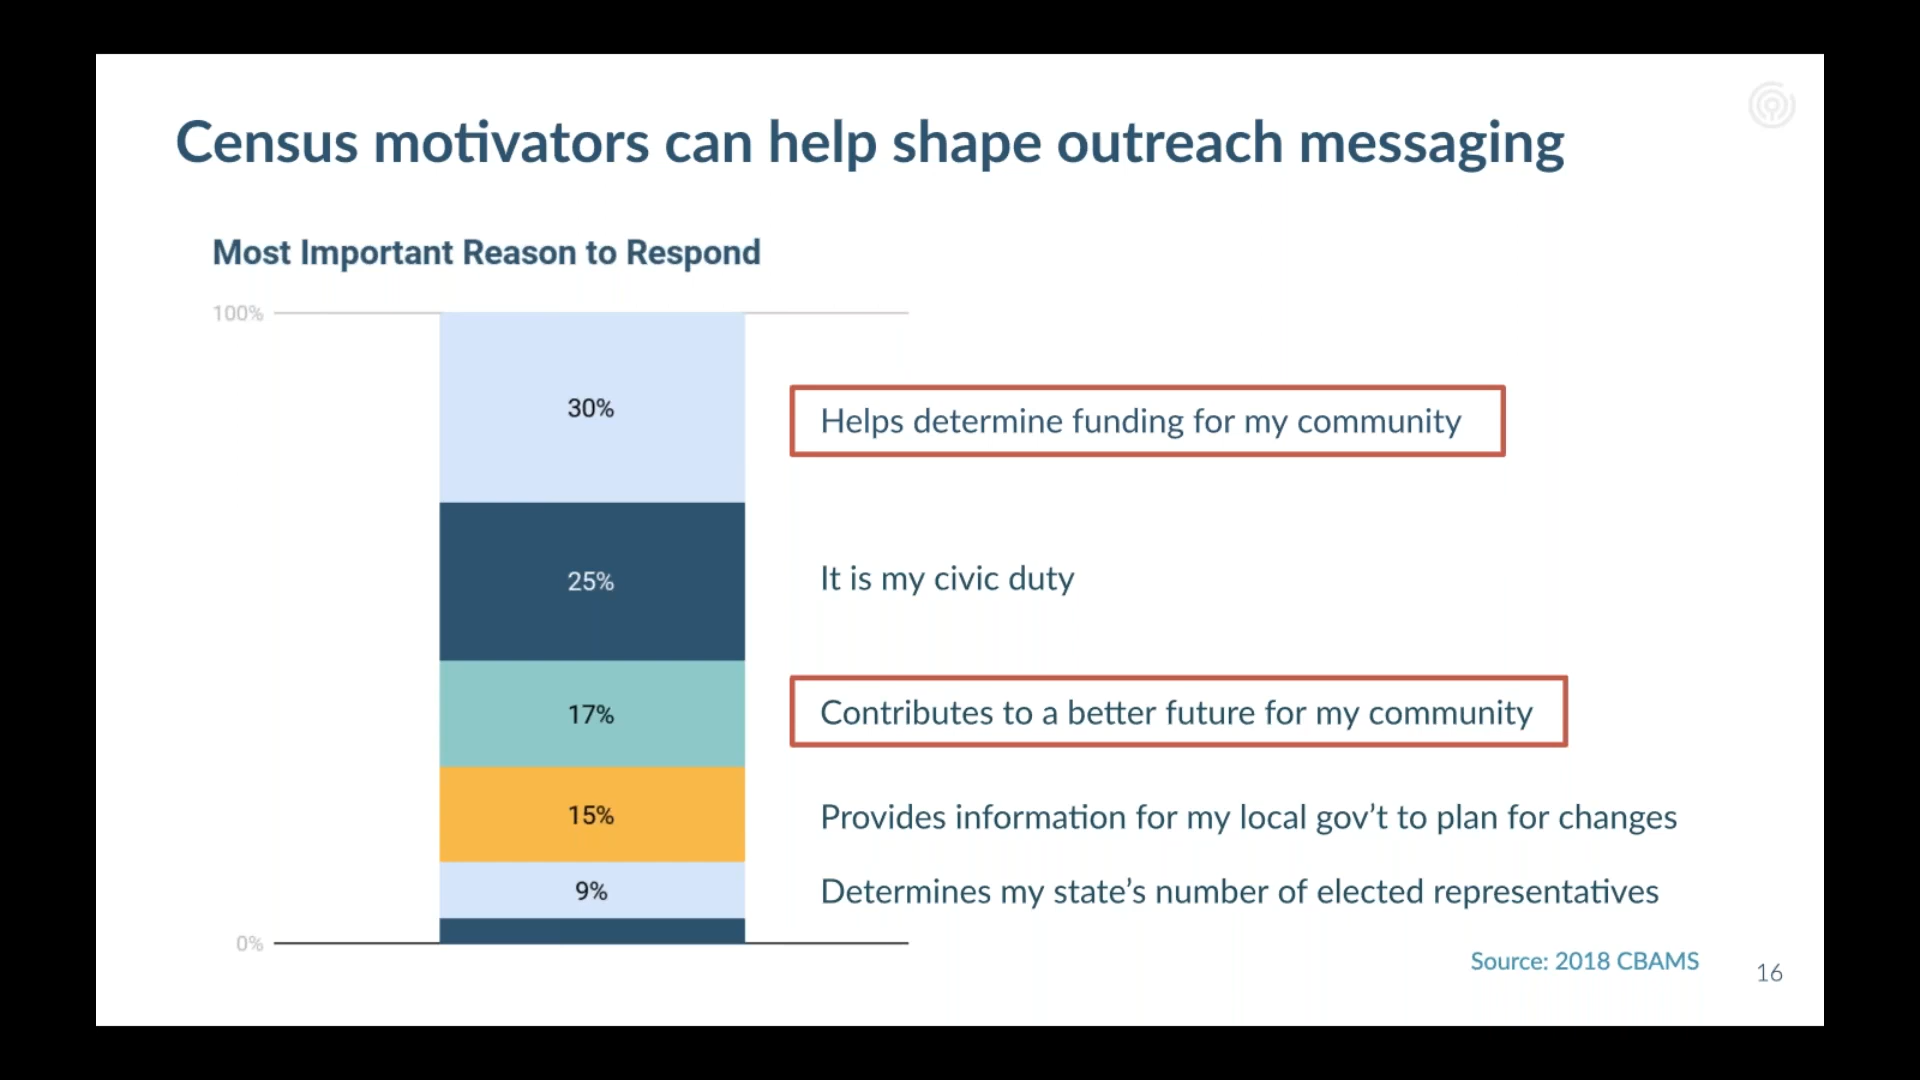 Census motivators can help shape outreach messaging
Most Important Reason to Respond
100%
30%
Helps determine funding for my community
25%
It is my civic duty
17%
Contributes to a better future for my community
15%
Provides information for my local gov’t to plan for changes
9%
Determines my state’s number of elected representatives
0%
Source: 2018 CBAMS
16